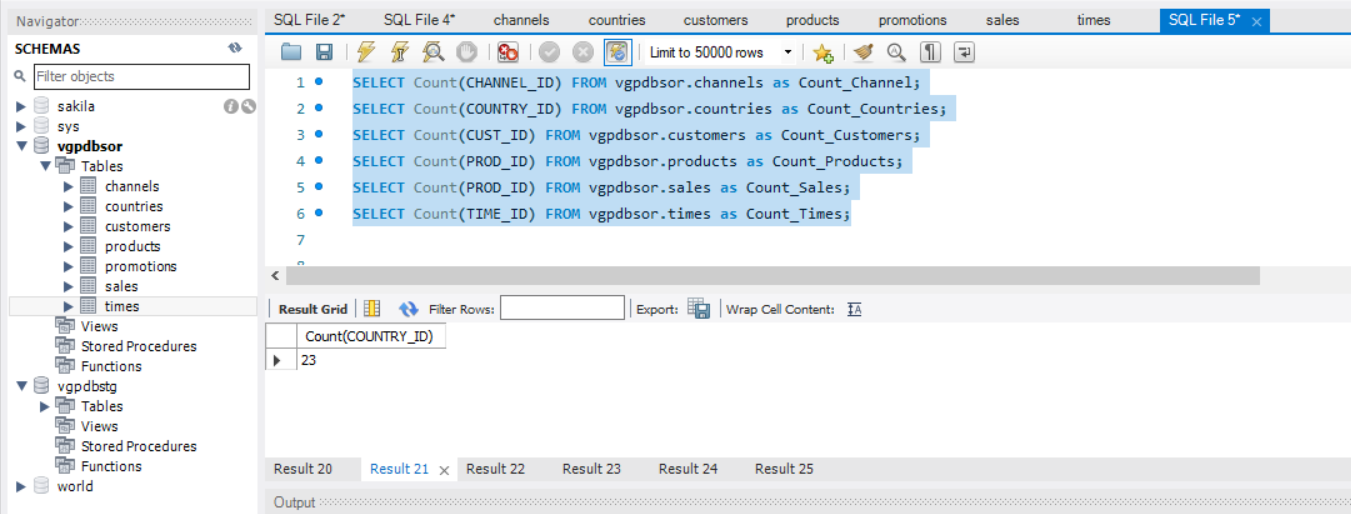 Navigator
SCHEMAS
Filter objects
sakila
sys
vgpdbsor
Tables
channels
countries
customers
products
promotions
sales
times
Views
Stored Procedures
Functions
vgpdbstg
Tables
Views
Stored Procedures
Functions
world
SQL File 2* SQL File 4* channels countries customers products promotions sales times SQL File 5*
Limit to 50000 rows
1 SELECT Count(CHANNEL_ID) FROM vgpdbsor.channels as Count_Channel;
2 SELECT Count(COUNTRY_ID) FROM vgpdbsor.countries as Count_Countries;
3 SELECT Count(CUST_ID) FROM vgpdbsor.customers as Count_Customers;
4 SELECT Count(PROD_ID) FROM vgpdbsor.products as Count_Products;
5 SELECT Count(PROD_ID) FROM vgpdbsor.sales as Count_Sales;
6 SELECT Count(TIME_ID) FROM vgpdbsor.times as Count_Times;
7
Result Grid Filter Rows: Export: Wrap Cell Content:
Count(COUNTRY_ID)
23
Result 20 Result 21 Result 22 Result 23 Result 24 Result 25
Output